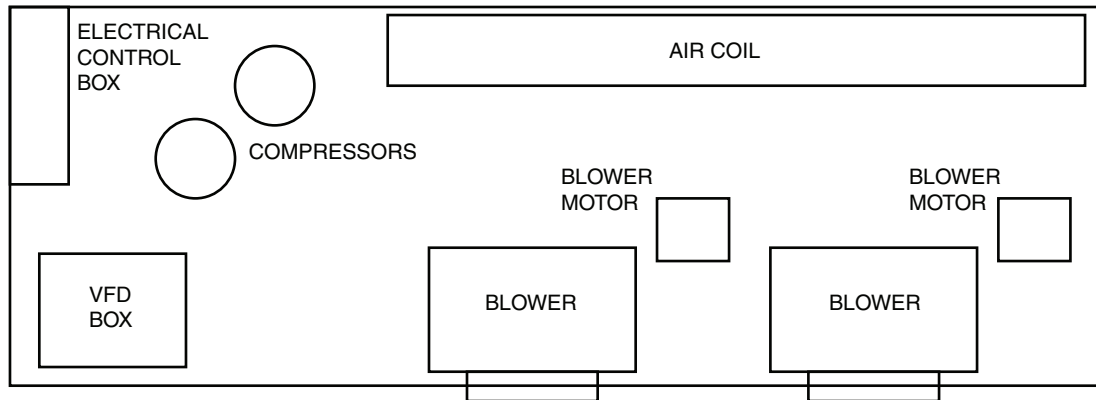 ELECTRICAL
CONTROL
BOX
AIR COIL
COMPRESSORS
BLOWER
MOTOR
BLOWER
MOTOR
VFD
BOX
BLOWER
BLOWER